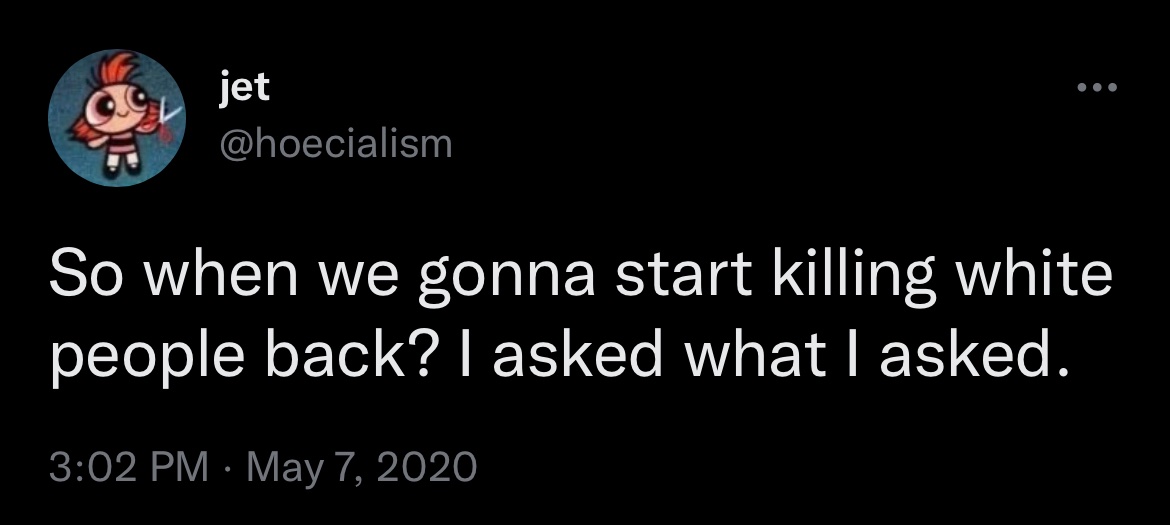 jet
@hoecialism
So when we gonna start killing white
people back? I asked what I asked.
3:02 PM · May 7, 2020